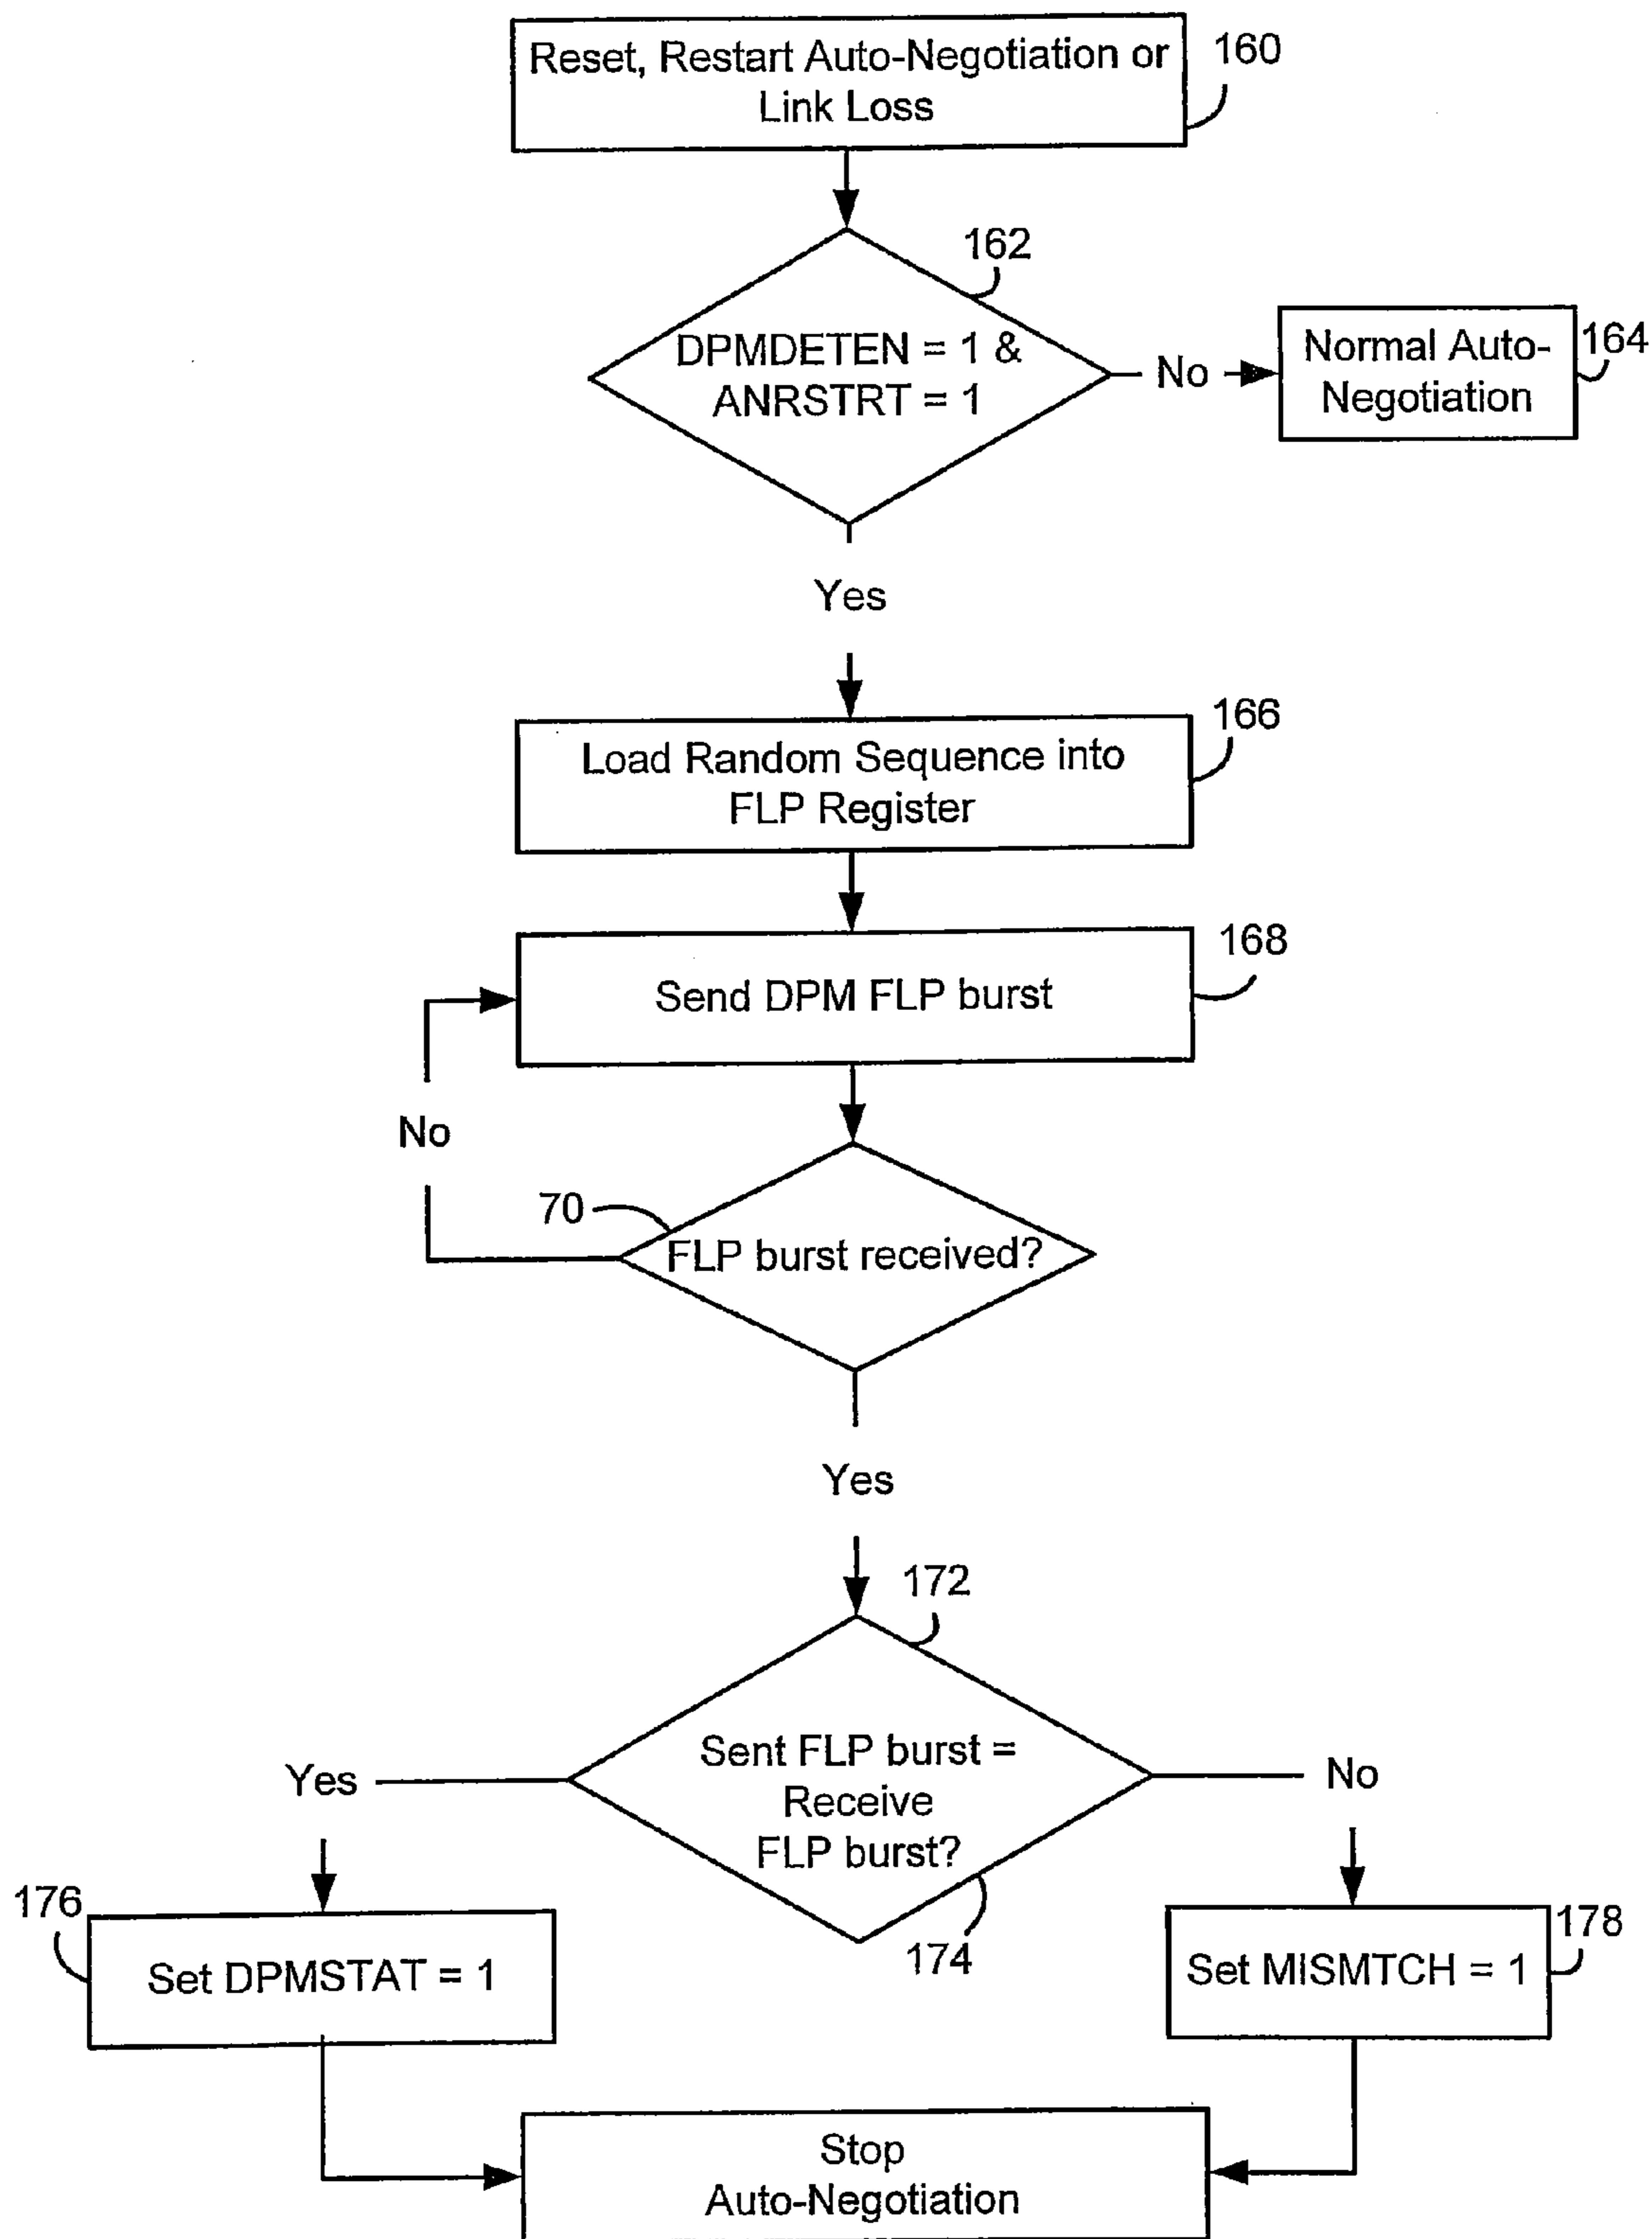 Reset, Restart Auto-Negotiation or
Link Loss
160
162
DPMDETEN = 1 &
ANRSTRT = 1
No
Normal Auto-
Negotiation
164
Yes
166
Load Random Sequence into
FLP Register
168
Send DPM FLP burst
No
70
FLP burst received?
Yes
172
Sent FLP burst =
Receive
FLP burst?
Yes
No
174
176
Set DPMSTAT = 1
178
Set MISMTCH = 1
Stop
Auto-Negotiation